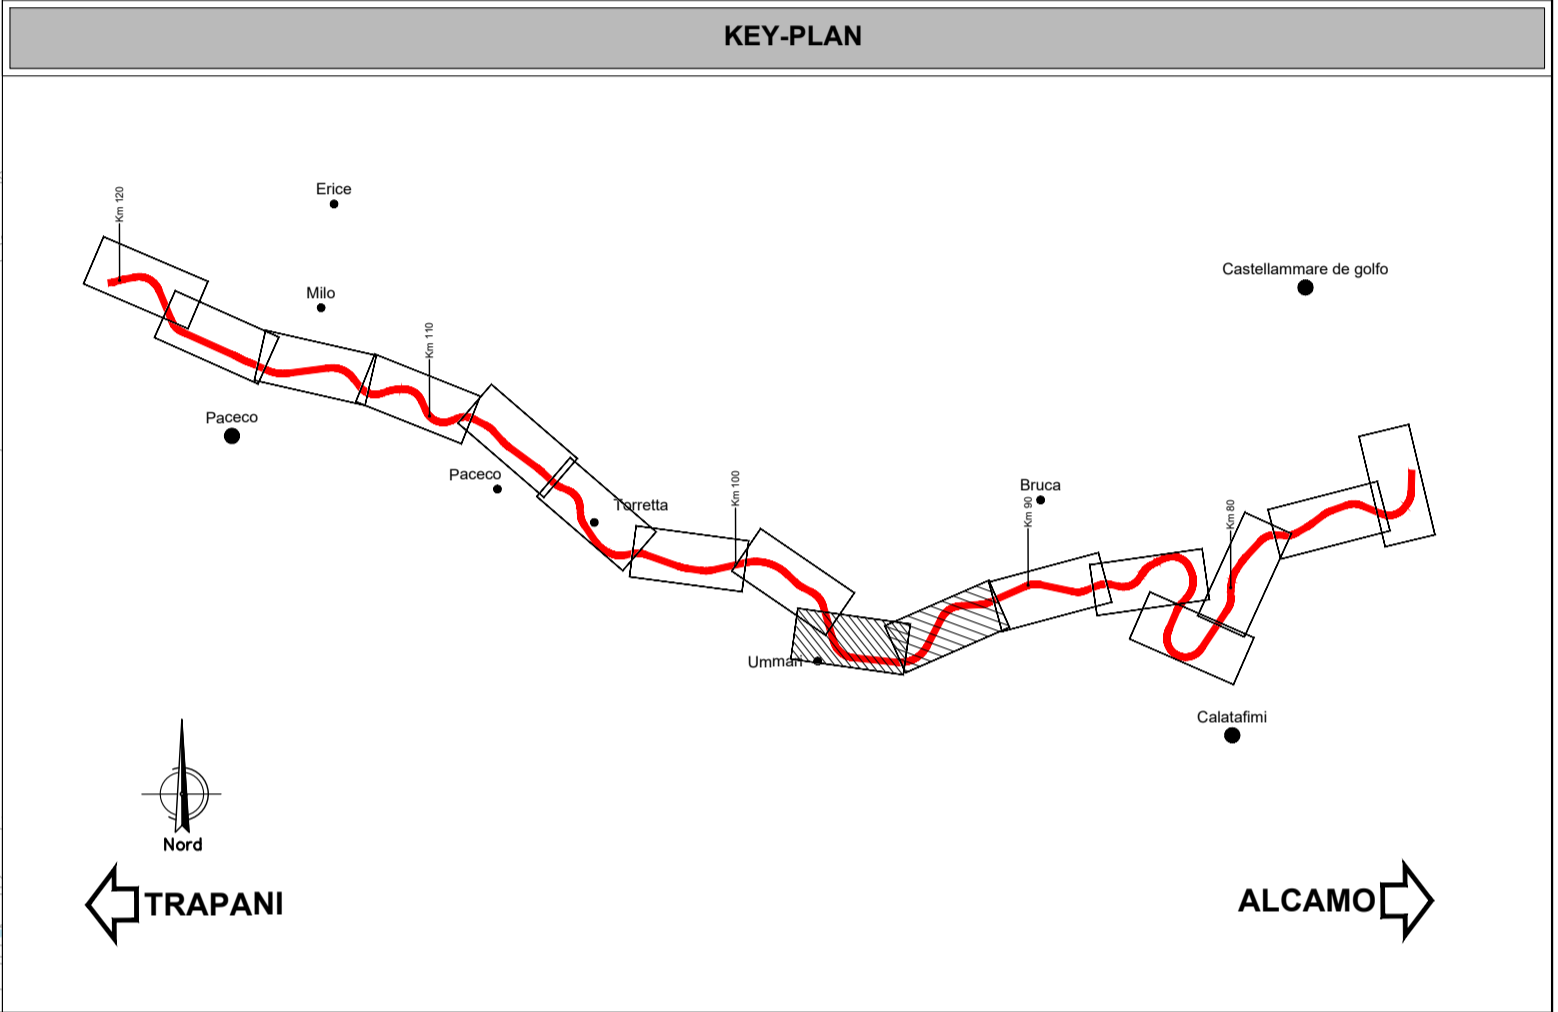 KEY-PLAN
Km 120
Erice
Castellammare de golfo
Milo
Km 110
Paceco
Paceco
Km 100
Torretta
Bruca
Km 90
Km 80
Ummari
Calatafimi
Nord
TRAPANI
ALCAMO